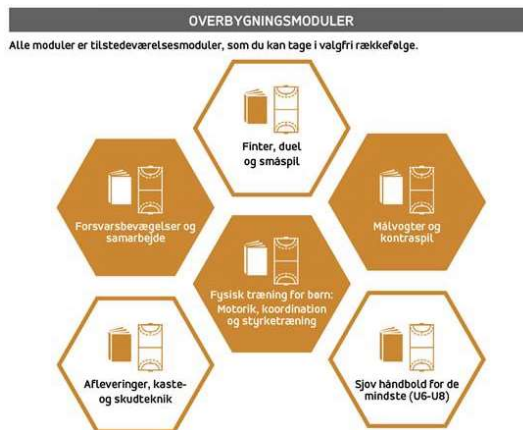 OVERBYGNINGSMODULER
Alle moduler er tilstedeværelsesmoduler, som du kan tage i valgfri rækkefølge.
Finter, duel
og småspil
Forsvarsbevægelser og
samarbejde
Målvogter og
kontraspil
Fysisk træning for børn:
Motorik, koordination
og styrketræning
Afleveringer, kaste-
og skudteknik
Sjov håndbold for de
mindste (U6-U8)